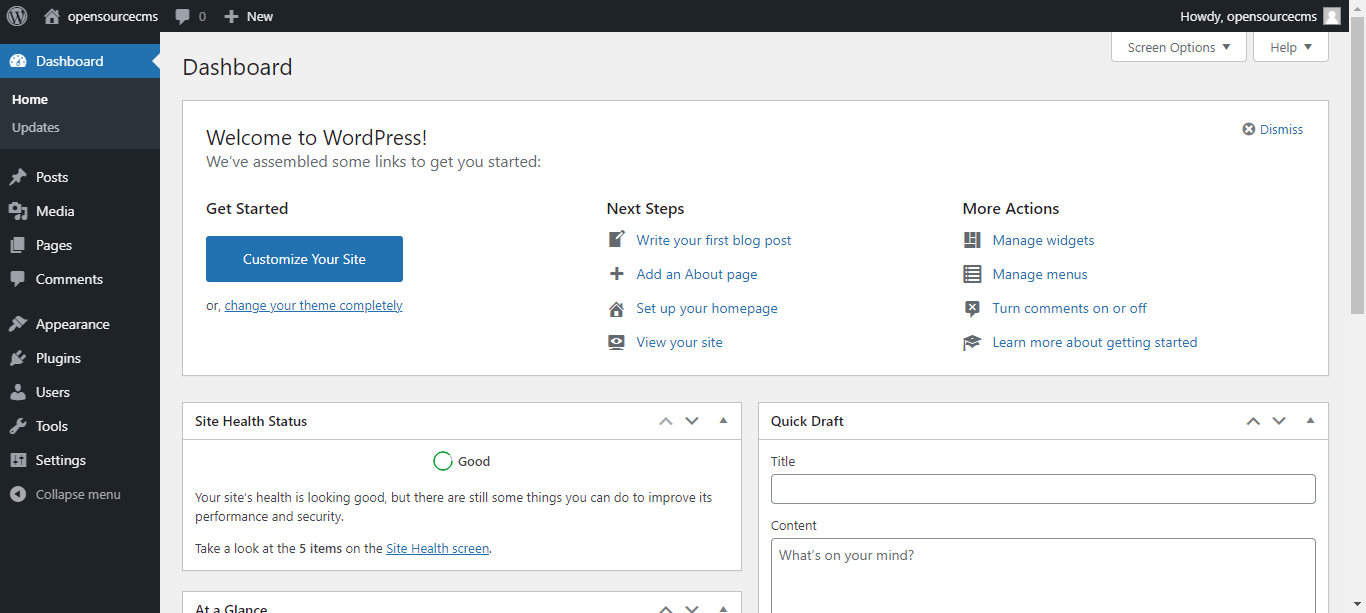 opensourcecms
0
New
Howdy, opensourcecms
Dashboard
Home
Updates
Posts
Media
Pages
Comments
Appearance
Plugins
Users
Tools
Settings
Collapse menu
Screen Options
Help
Dashboard
Welcome to WordPress!
We've assembled some links to get you started:
Dismiss
Get Started
Customize Your Site
or, change your theme completely
Next Steps
Write your first blog post
Add an About page
Set up your homepage
View your site
More Actions
Manage widgets
Manage menus
Turn comments on or off
Learn more about getting started
Site Health Status
Good
Your site's health is looking good, but there are still some things you can do to improve its
performance and security.
Take a look at the 5 items on the Site Health screen.
At a Glance
Quick Draft
Title
Content
What's on your mind?